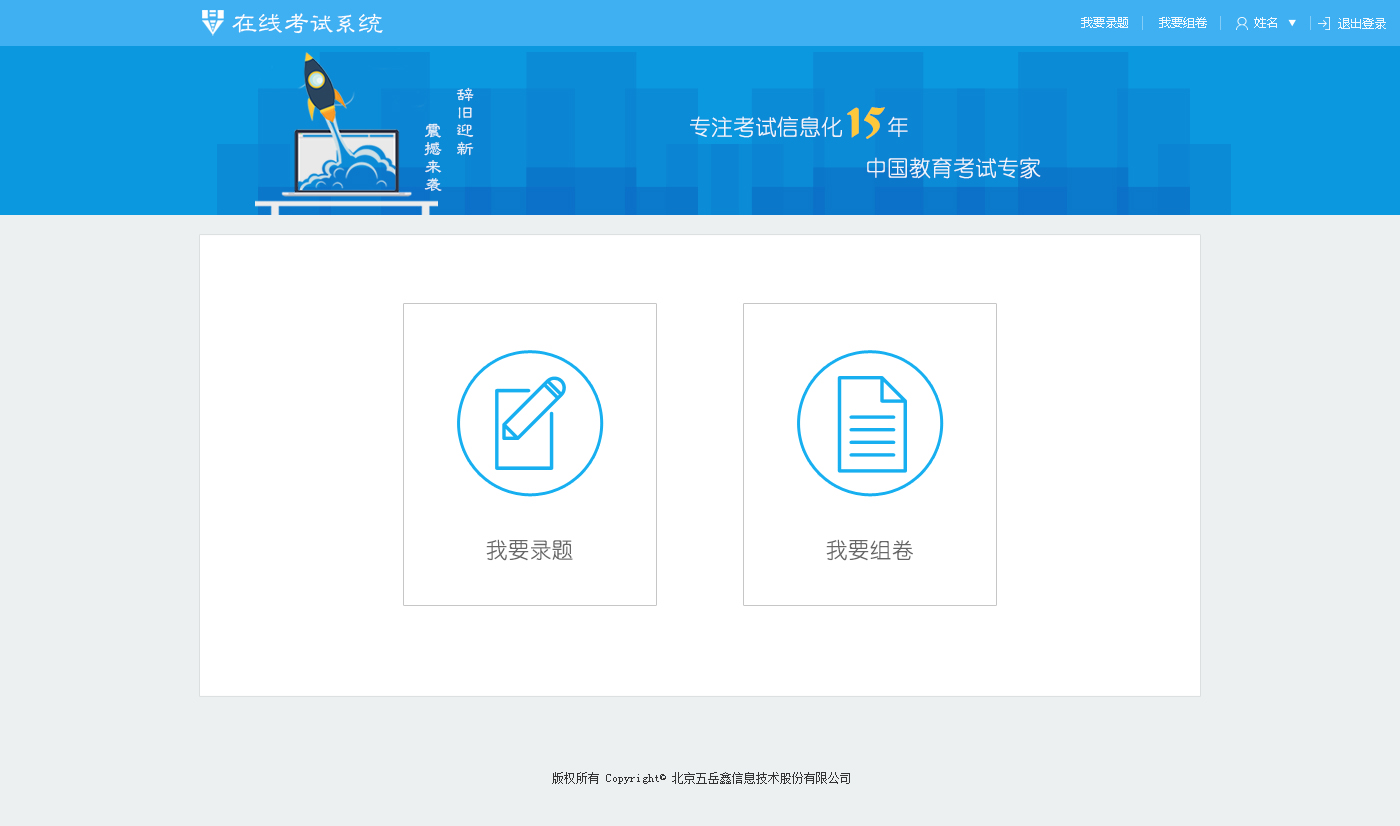 在线考试系统
我要录题
我要组卷
姓名
退出登录
辞旧迎新
震撼来袭
专注考试信息化15年
中国教育考试专家
我要录题
我要组卷
版权所有 Copyright© 北京五岳鑫信息技术股份有限公司